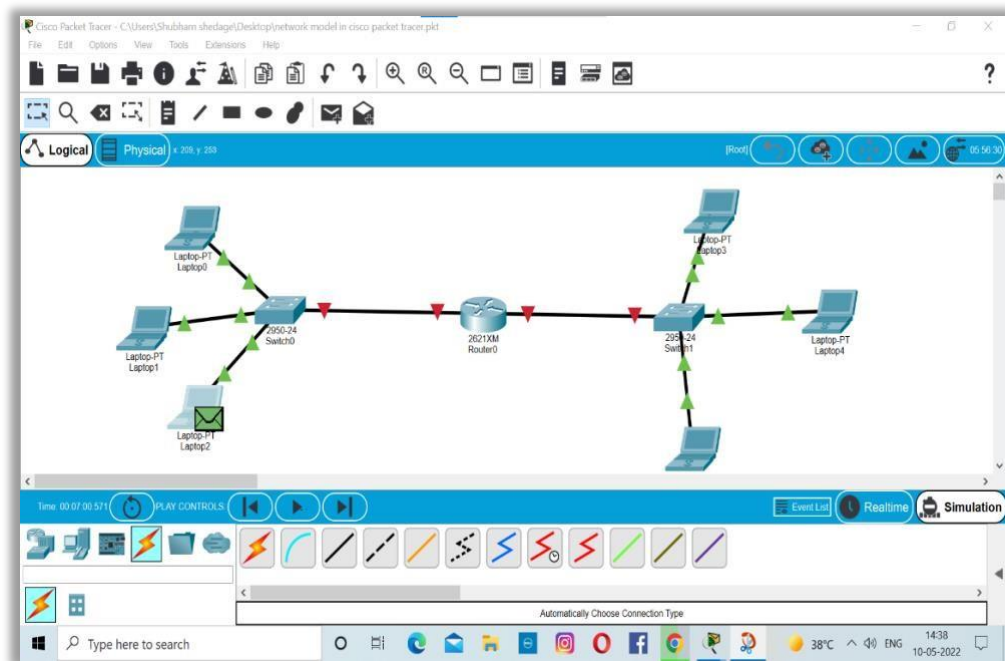 Cisco Packet Tracer - C:\Users\Shubham shedage\Desktop\network model in cisco packet tracer.pkt
File Edit Options View Tools Extensions Help
?
Logical Physical x: 209, y: 253 [Root] 05:56:30
Laptop-PT
Laptop0
Laptop-PT
Laptop3
2950-24
Switch0
2621XM
Router0
2950-24
Switch1
Laptop-PT
Laptop1
Laptop-PT
Laptop4
Laptop-PT
Laptop2
Time: 00:07:00.571 PLAY CONTROLS: Event List Realtime Simulation
Automatically Choose Connection Type
Type here to search
38°C ENG 14:38
10-05-2022